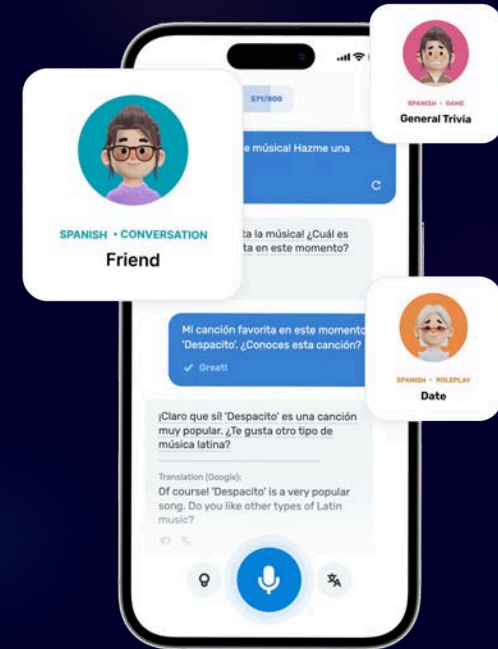 571/800
SPANISH • GAME
General Trivia
e música! Hazme una
SPANISH • CONVERSATION
Friend
ta la música! ¿Cuál es
ta en este momento?
Mi canción favorita en este momento
'Despacito'. ¿Conoces esta canción?
✓ Great!
SPANISH • ROLEPLAY
Date
¡Claro que sí! 'Despacito' es una canción
muy popular. ¿Te gusta otro tipo de
música latina?
Translation (Google):
Of course! 'Despacito' is a very popular
song. Do you like other types of Latin
music?